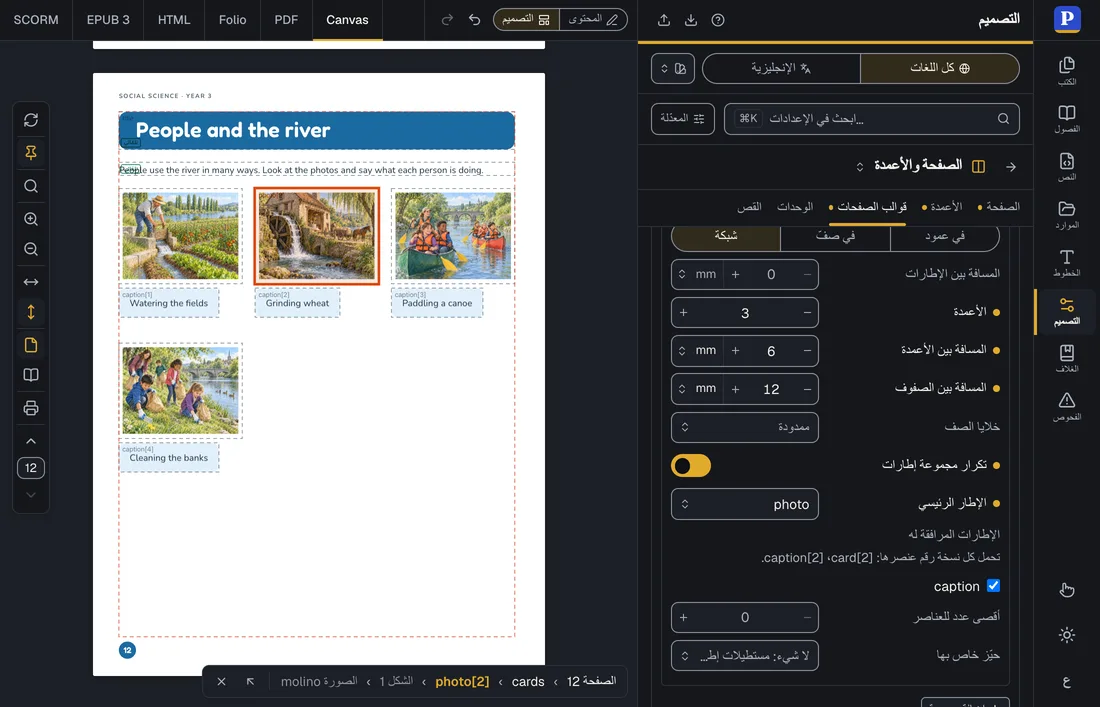 SCORM
EPUB 3
HTML
Folio
PDF
Canvas
التصميم
المحتوى
التصميم
P
كل اللغات
الإنجليزية
ابحث في الإعدادات...
⌘K
المعدلة
الصفحة والأعمدة
الصفحة
الأعمدة
قوالب الصفحات
الوحدات
القص
في عمود
في صف
شبكة
المسافة بين الإطارات
0
mm
الأعمدة
3
المسافة بين الأعمدة
6
mm
المسافة بين الصفوف
12
mm
خلايا الصف
ممدودة
تكرار مجموعة إطارات
الإطار الرئيسي
photo
الإطارات المرافقة له
تحمل كل نسخة رقم عنصرها: card[2]، caption[2].
caption
أقصى عدد للعناصر
0
حيّز خاص بها
لا شيء: مستطيلات إط...
الكتب
الفصول
النص
الموارد
الخطوط
التصميم
الغلاف
الفحوص
ع
12
SOCIAL SCIENCE · YEAR 3
People and the river
People use the river in many ways. Look at the photos and say what each person is doing.
caption[1]
Watering the fields
caption[2]
Grinding wheat
caption[3]
Paddling a canoe
caption[4]
Cleaning the banks
12
الصفحة 12 › cards › photo[2] › الشكل 1 › الصورة molino